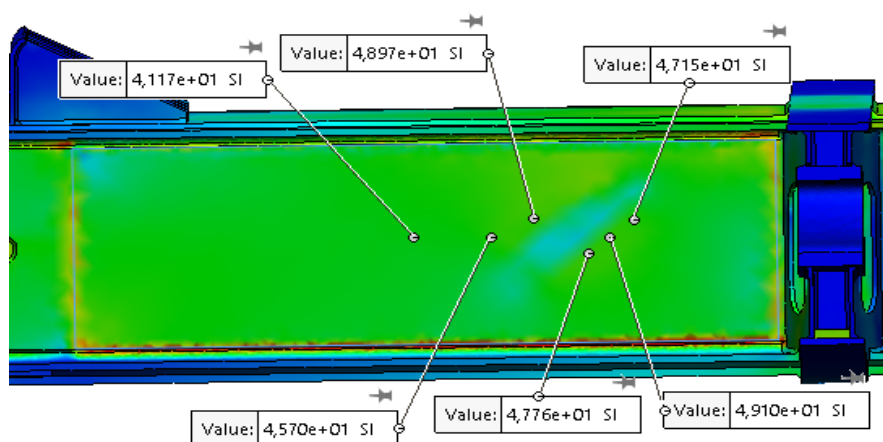 Value: 4,897e+01 SI
Value: 4,715e+01 SI
Value: 4,117e+01 SI
Value: 4,570e+01 SI
Value: 4,776e+01 SI
Value: 4,910e+01 SI